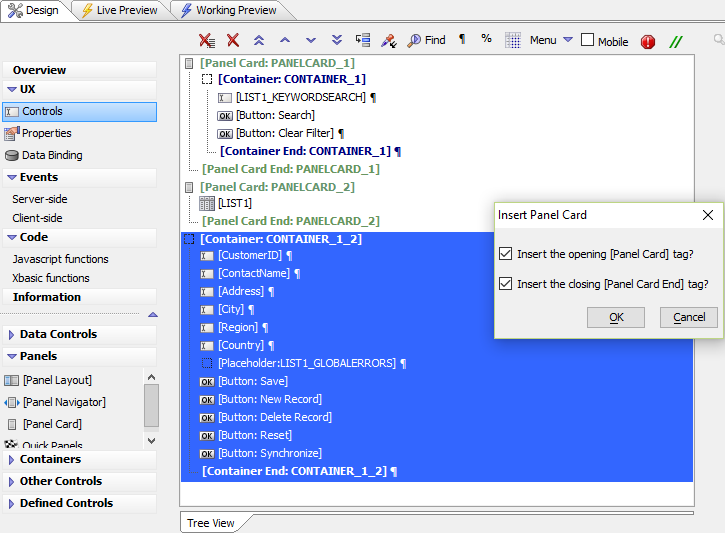 Design
Live Preview
Working Preview
Find
¶
%
Menu
Mobile
Overview
UX
Controls
Properties
Data Binding
Events
Server-side
Client-side
Code
Javascript functions
Xbasic functions
Information
Data Controls
Panels
[Panel Layout]
[Panel Navigator]
[Panel Card]
Quick Panels
Containers
Other Controls
Defined Controls
[Panel Card: PANELCARD_1]
[Container: CONTAINER_1]
[LIST1_KEYWORDSEARCH] ¶
OK [Button: Search]
OK [Button: Clear Filter] ¶
[Container End: CONTAINER_1] ¶
[Panel Card End: PANELCARD_1]
[Panel Card: PANELCARD_2]
[LIST1]
[Panel Card End: PANELCARD_2]
[Container: CONTAINER_1_2]
[CustomerID] ¶
[ContactName] ¶
[Address] ¶
[City] ¶
[Region] ¶
[Country] ¶
[Placeholder:LIST1_GLOBALERRORS] ¶
OK [Button: Save]
OK [Button: New Record]
OK [Button: Delete Record]
OK [Button: Reset]
OK [Button: Synchronize]
[Container End: CONTAINER_1_2] ¶
Tree View
Insert Panel Card
Insert the opening [Panel Card] tag?
Insert the closing [Panel Card End] tag?
OK
Cancel